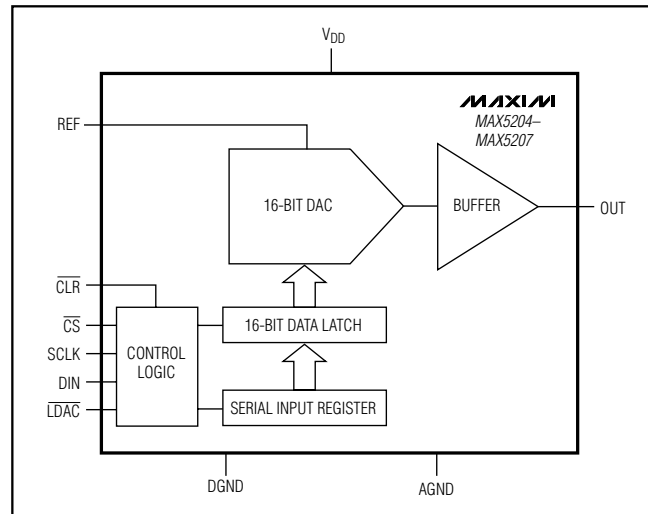 VDD
MAXIM
MAX5204–
MAX5207
REF
16-BIT DAC
BUFFER
OUT
CLR
CS
16-BIT DATA LATCH
SCLK
CONTROL
LOGIC
DIN
LDAC
SERIAL INPUT REGISTER
DGND
AGND